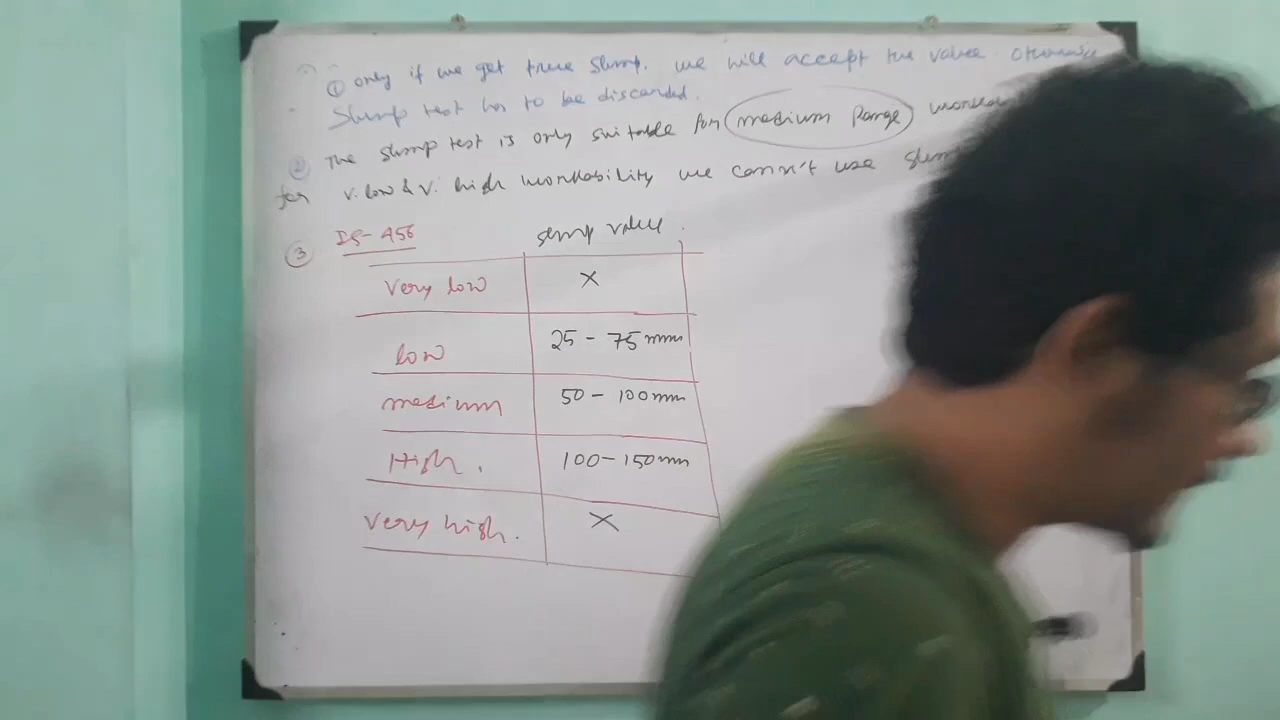 ① only if we get true slump. we will accept the value
slump test has to be discarded.
② The slump test is only suitable for medium Range
for v. low & v. high workability we cann't use
③ IS-456 slump value.
very low X
low 25 - 75 mm
medium 50 - 100 mm
High. 100 - 150 mm
very high. X